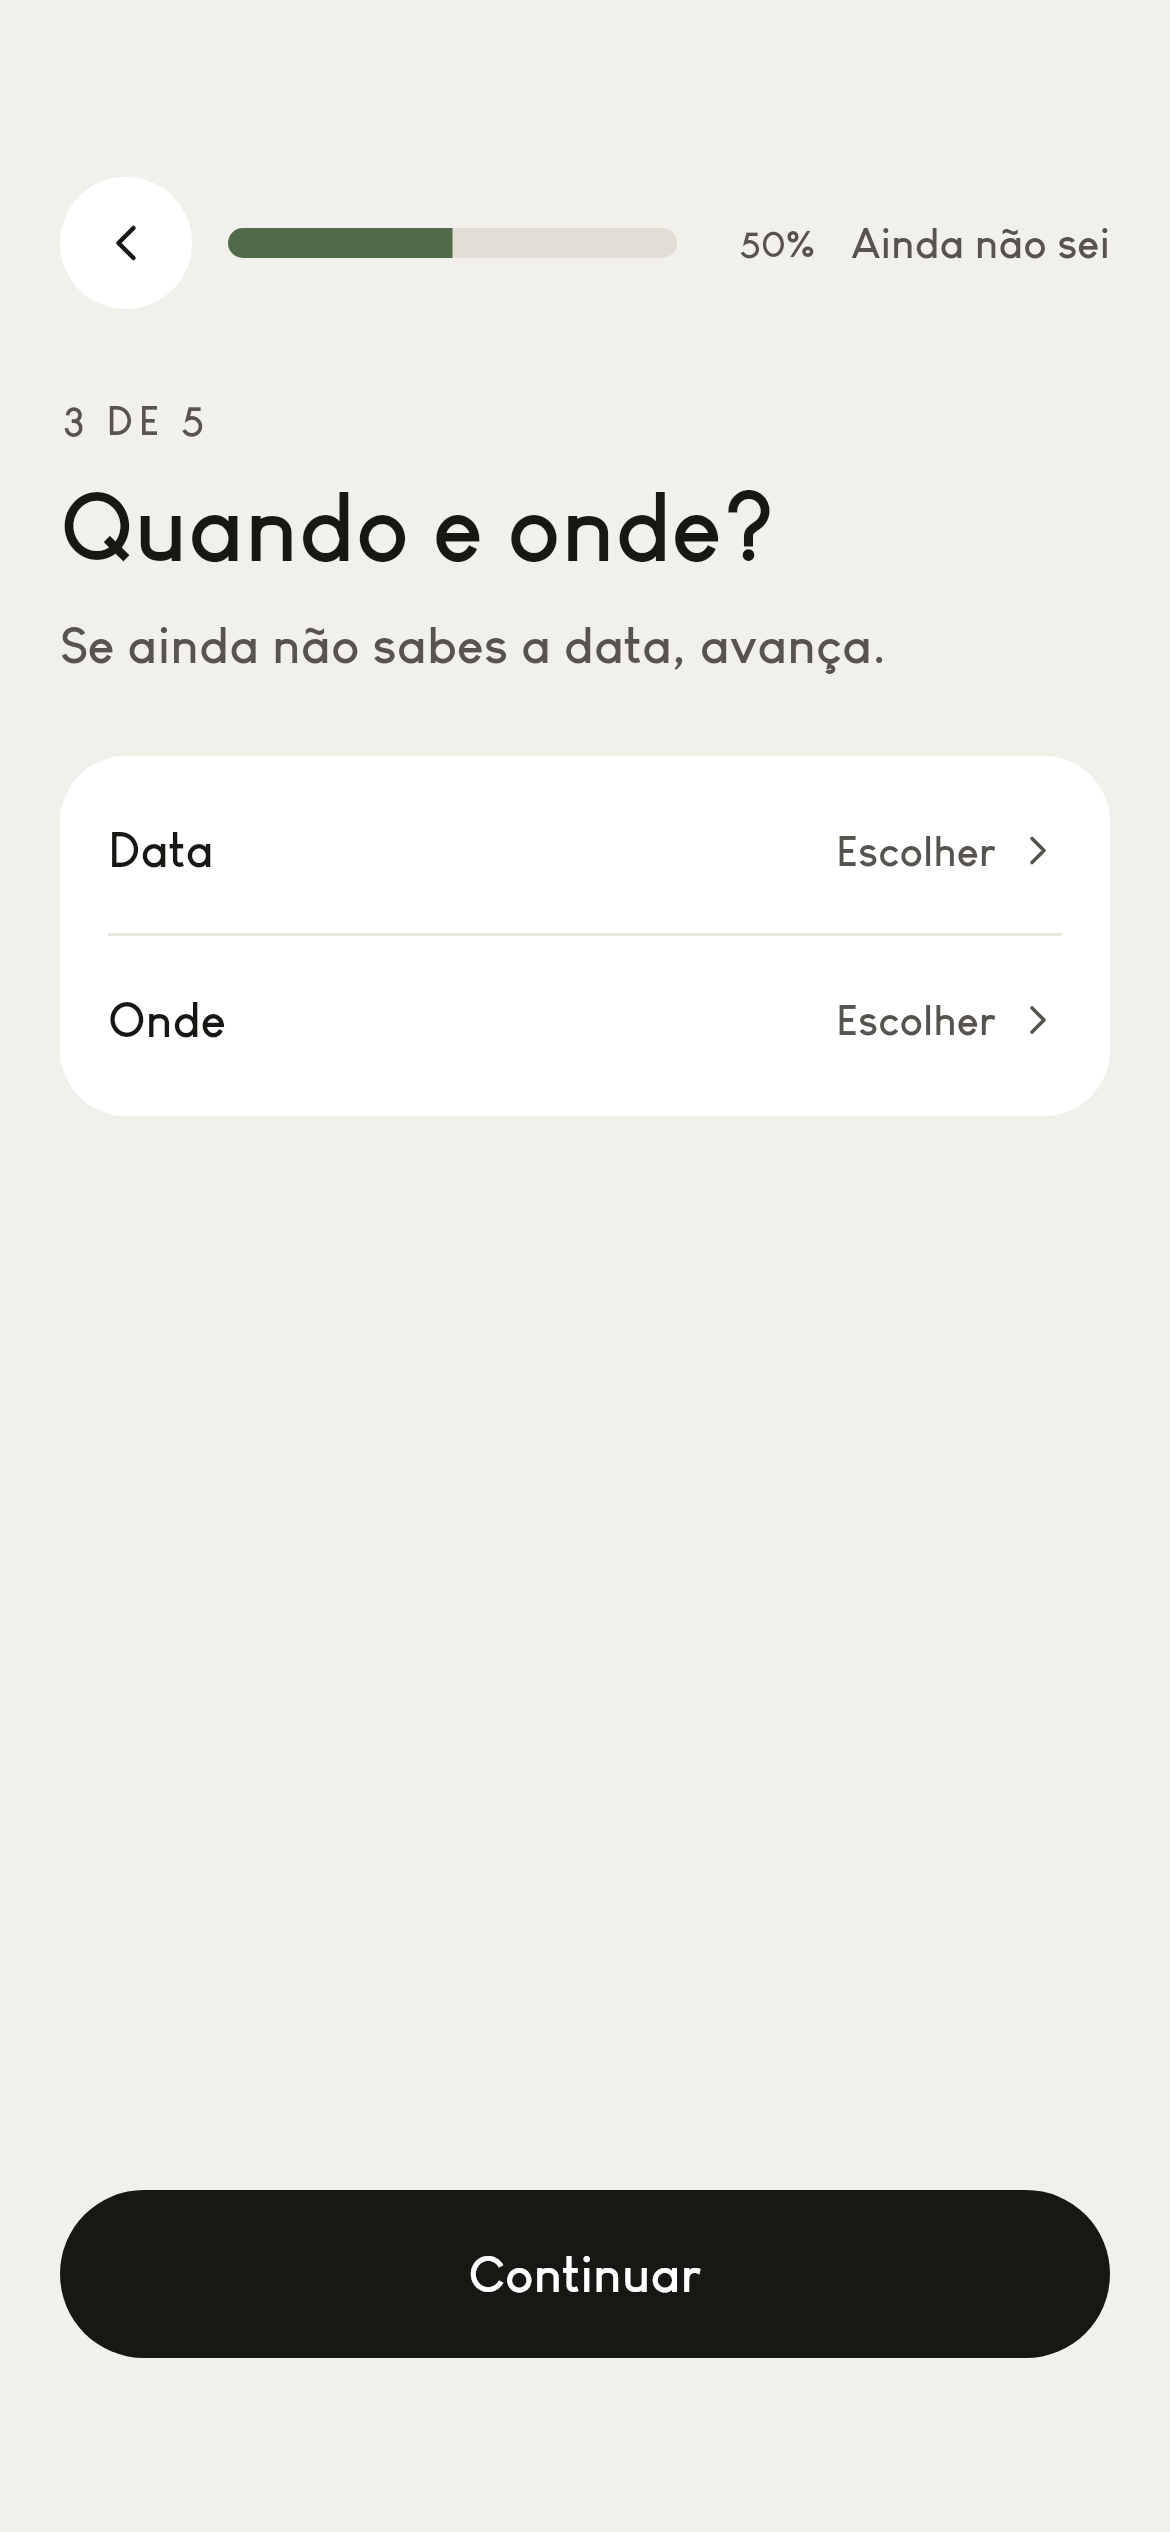 50% Ainda não sei
3 DE 5
Quando e onde?
Se ainda não sabes a data, avança.
Data Escolher
Onde Escolher
Continuar